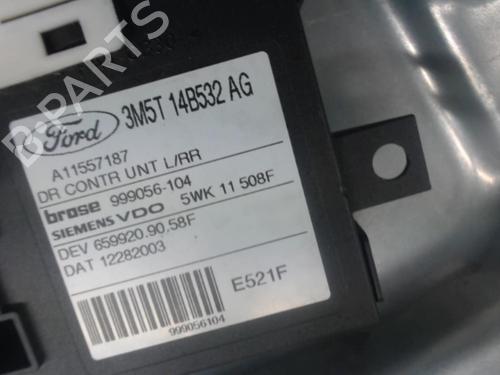 B-PARTS
Ford
3M5T 14B532 AG
A11557187
DR CONTR UNT L/RR
brose 999056-104
SIEMENS VDO 5WK 11 508F
DEV 659920.90.58F
DAT 12282003
E521F
999056104